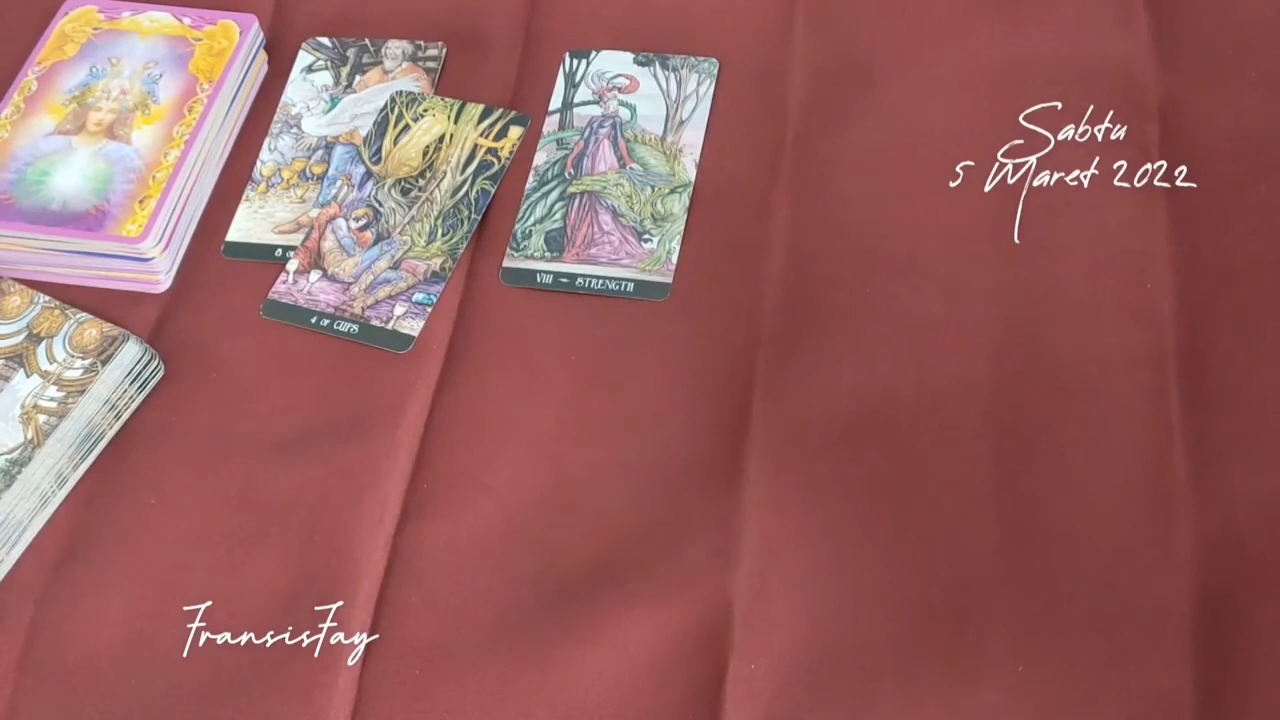 Sabtu
5 Maret 2022
VIII STRENGTH
4 OF CUPS
FransisFay